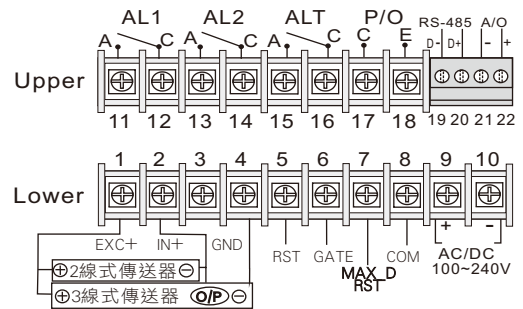 AL1 AL2 ALT P/O RS-485 A/O
A C A C A C C E D- D+ - +
Upper
11 12 13 14 15 16 17 18 19 20 21 22
1 2 3 4 5 6 7 8 9 10
Lower
EXC+ IN+ GND RST GATE MAX_D RST COM + - AC/DC 100~240V
⊕2線式傳送器⊖
⊕3線式傳送器 O/P ⊖